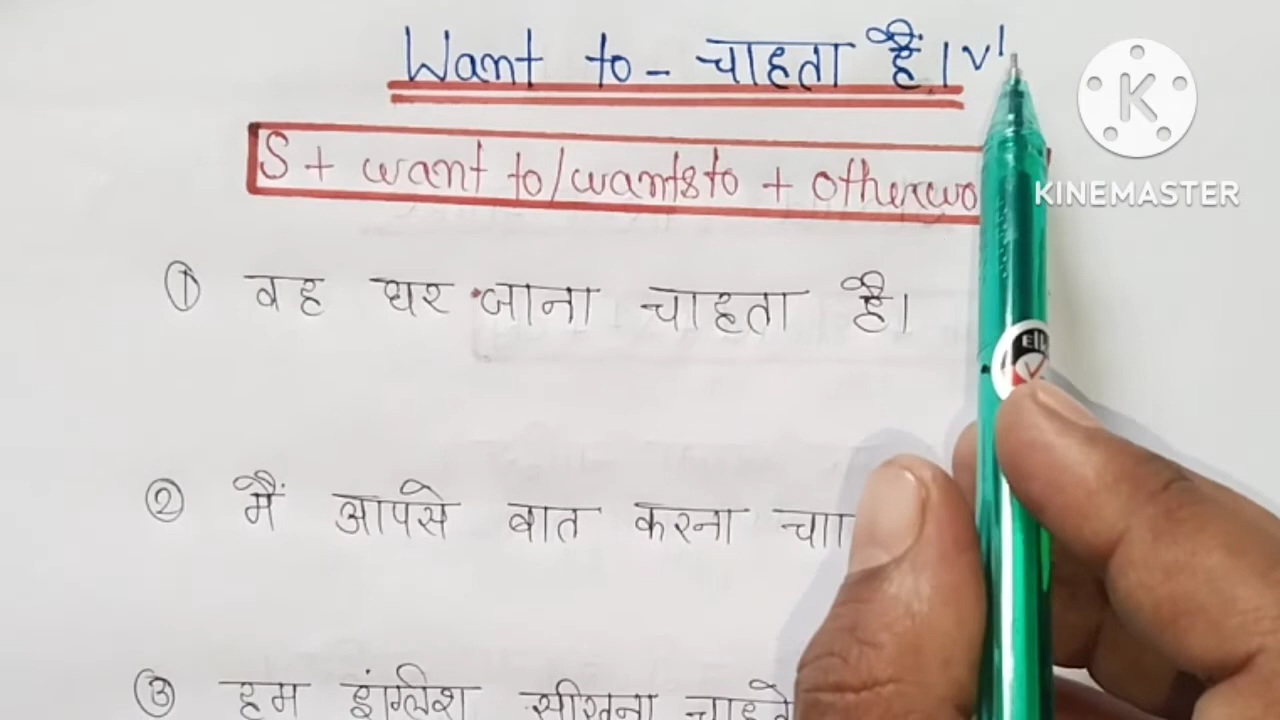 Want to - चाहता हैं। v1
S + want to/wants to + otherwo
KINEMASTER
① वह घर जाना चाहता है।
② मैं आपसे बात करना चा
③ हम इंग्लिश सीखना चाहते